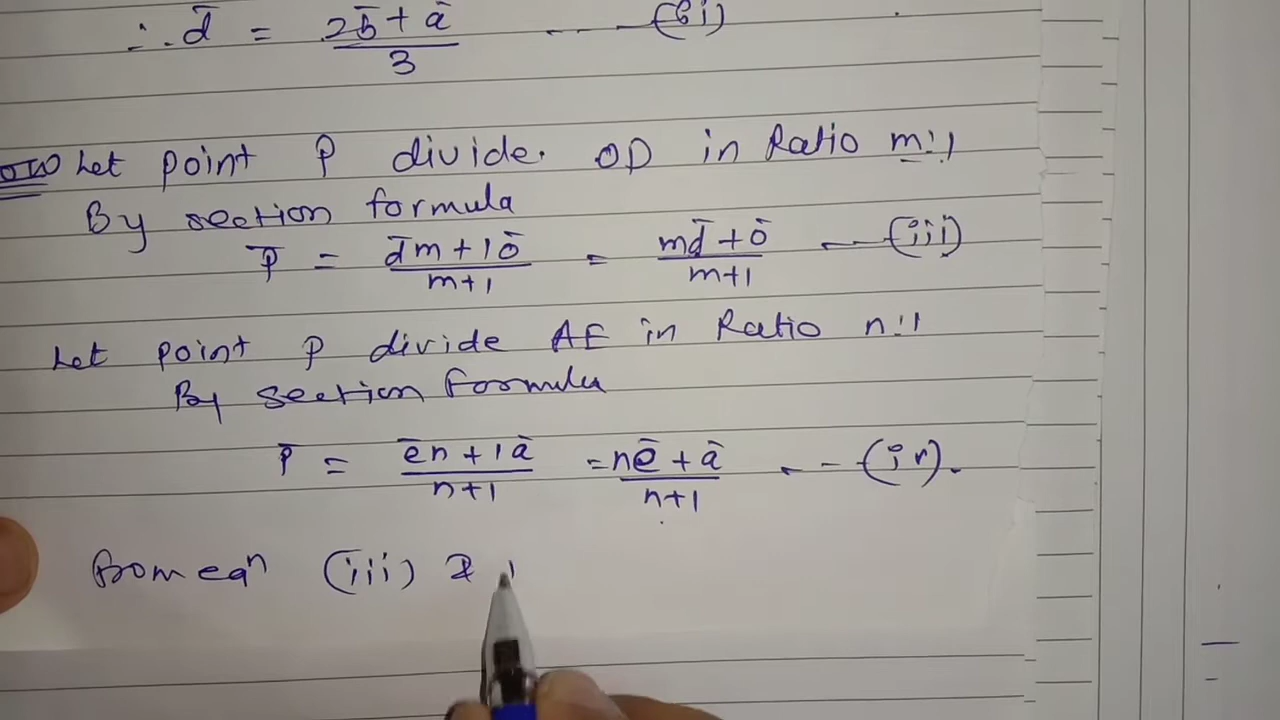 ∴ d̄ = (2b̄ + ā)/3 ---- (ii)
Let point P divide. OD in Ratio m:1
By section formula
P̄ = (d̄m + 1ō)/(m+1) = (md̄ + ō)/(m+1) --- (iii)
Let point P divide AE in Ratio n:1
By section Formula
P̄ = (ēn + 1ā)/(n+1) = (nē + ā)/(n+1) --- (iv).
From eqⁿ (iii) &